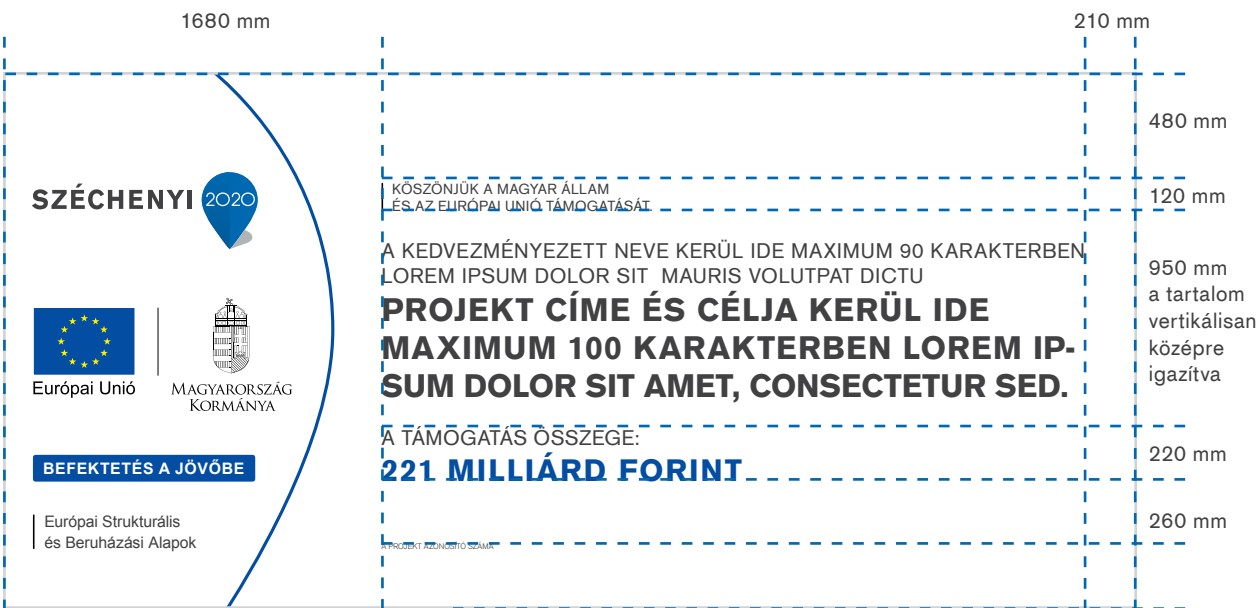 1680 mm
210 mm
480 mm
SZÉCHENYI 2020
KÖSZÖNJÜK A MAGYAR ÁLLAM
ÉS AZ EURÓPAI UNIÓ TÁMOGATÁSÁT.
120 mm
A KEDVEZMÉNYEZETT NEVE KERÜL IDE MAXIMUM 90 KARAKTERBEN
LOREM IPSUM DOLOR SIT MAURIS VOLUTPAT DICTU
PROJEKT CÍME ÉS CÉLJA KERÜL IDE
MAXIMUM 100 KARAKTERBEN LOREM IP-
SUM DOLOR SIT AMET, CONSECTETUR SED.
950 mm
a tartalom
vertikálisan
középre
igazítva
Európai Unió
MAGYARORSZÁG
KORMÁNYA
A TÁMOGATÁS ÖSSZEGE:
221 MILLIÁRD FORINT
220 mm
BEFEKTETÉS A JÖVŐBE
260 mm
Európai Strukturális
és Beruházási Alapok
A PROJEKT AZONOSÍTÓ SZÁMA